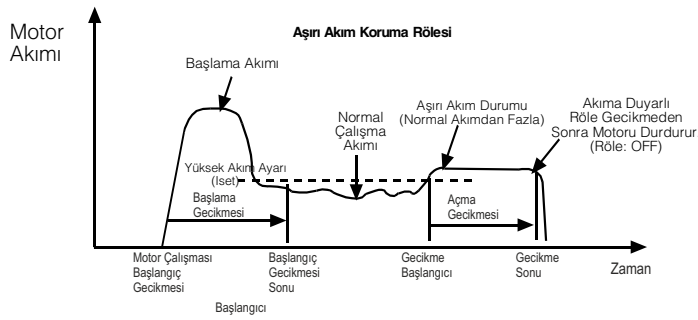 Aşırı Akım Koruma Rölesi
Motor
Akımı
Başlama Akımı
Normal
Çalışma
Akımı
Aşırı Akım Durumu
(Normal Akımdan Fazla)
Akıma Duyarlı
Röle Gecikmeden
Sonra Motoru Durdurur
(Röle: OFF)
Yüksek Akım Ayarı
(Iset)
Başlama
Gecikmesi
Açma
Gecikmesi
Motor Çalışması
Başlangıç
Gecikmesi
Başlangıcı
Başlangıç
Gecikmesi
Sonu
Gecikme
Başlangıcı
Gecikme
Sonu
Zaman